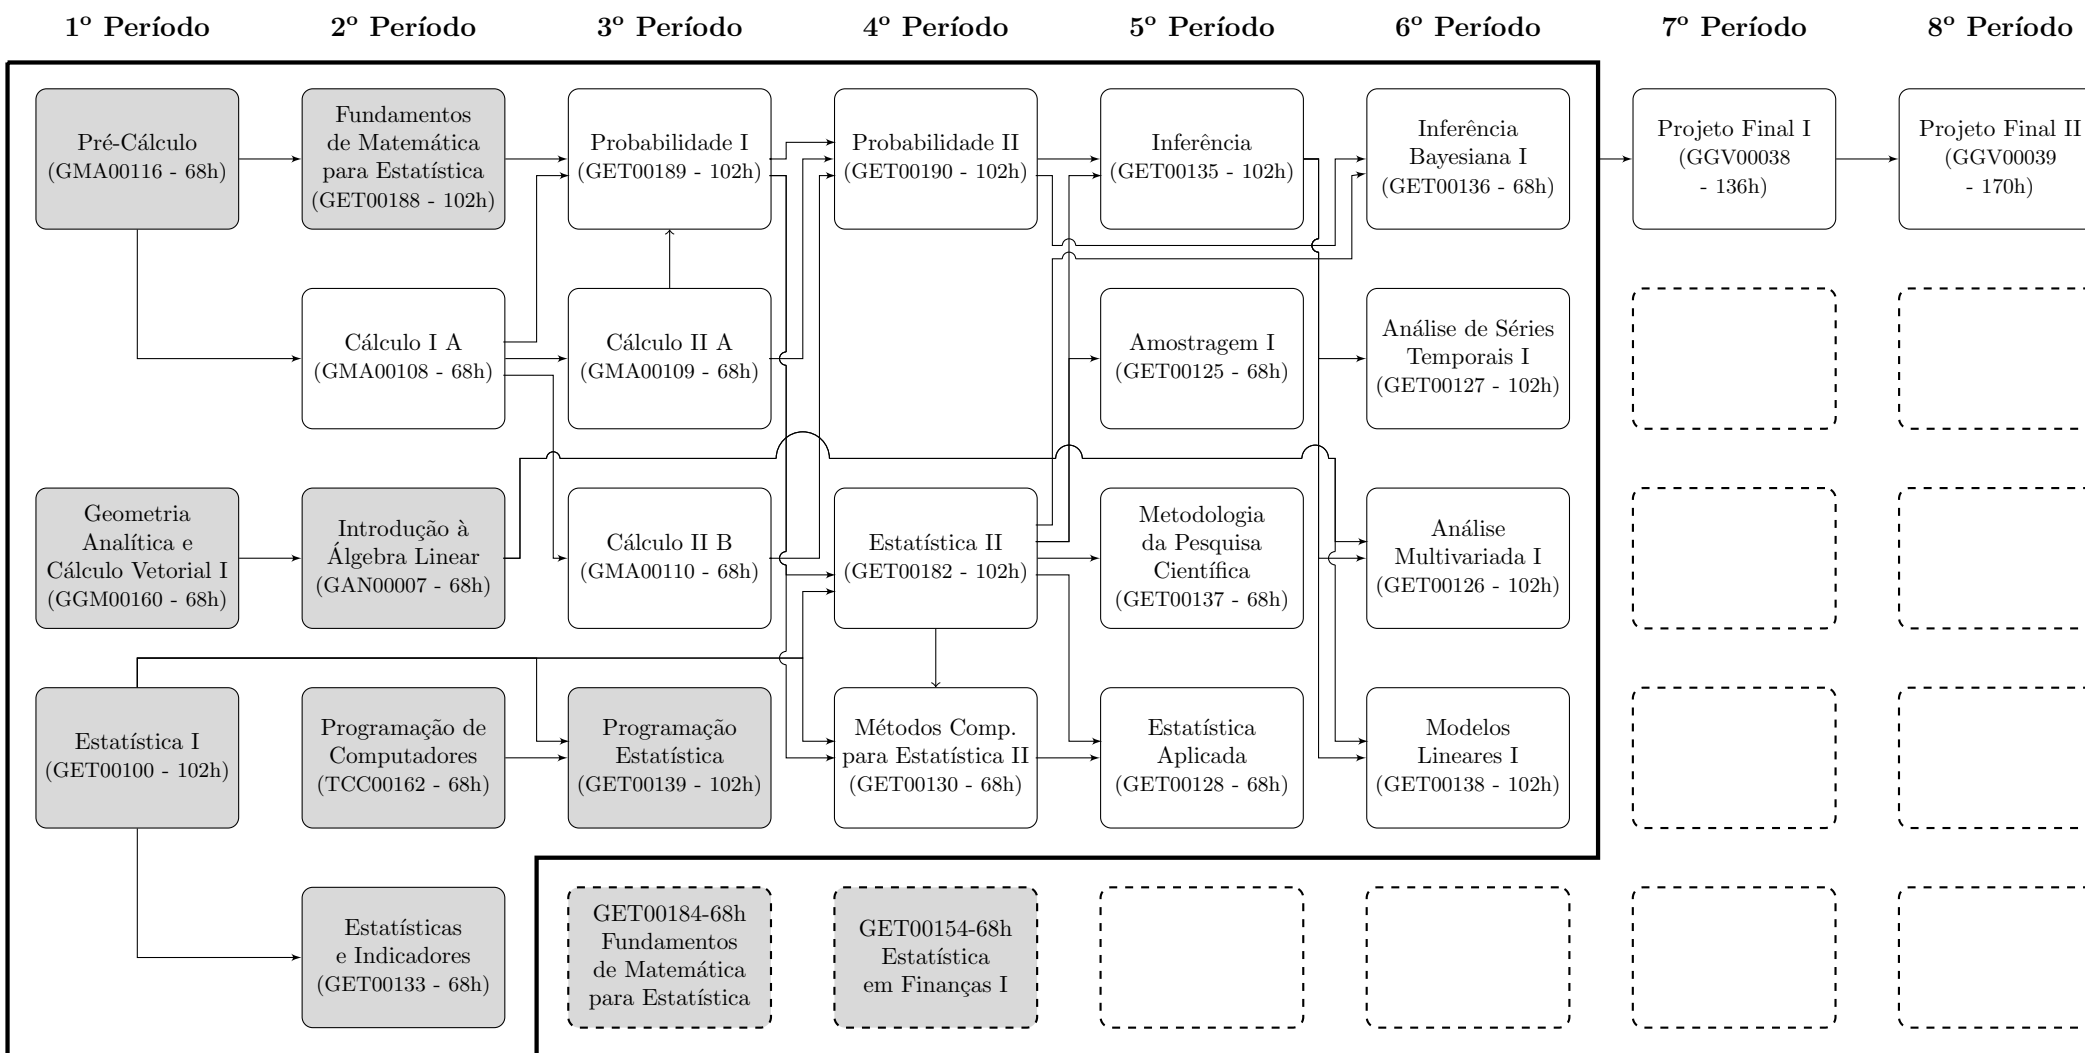 1º Período
2º Período
3º Período
4º Período
5º Período
6º Período
7º Período
8º Período
Pré-Cálculo
(GMA00116 - 68h)
Fundamentos
de Matemática
para Estatística
(GET00188 - 102h)
Probabilidade I
(GET00189 - 102h)
Probabilidade II
(GET00190 - 102h)
Inferência
(GET00135 - 102h)
Inferência
Bayesiana I
(GET00136 - 68h)
Projeto Final I
(GGV00038
- 136h)
Projeto Final II
(GGV00039
- 170h)
Cálculo I A
(GMA00108 - 68h)
Cálculo II A
(GMA00109 - 68h)
Amostragem I
(GET00125 - 68h)
Análise de Séries
Temporais I
(GET00127 - 102h)
Geometria
Analítica e
Cálculo Vetorial I
(GGM00160 - 68h)
Introdução à
Álgebra Linear
(GAN00007 - 68h)
Cálculo II B
(GMA00110 - 68h)
Estatística II
(GET00182 - 102h)
Metodologia
da Pesquisa
Científica
(GET00137 - 68h)
Análise
Multivariada I
(GET00126 - 102h)
Estatística I
(GET00100 - 102h)
Programação de
Computadores
(TCC00162 - 68h)
Programação
Estatística
(GET00139 - 102h)
Métodos Comp.
para Estatística II
(GET00130 - 68h)
Estatística
Aplicada
(GET00128 - 68h)
Modelos
Lineares I
(GET00138 - 102h)
Estatísticas
e Indicadores
(GET00133 - 68h)
GET00184-68h
Fundamentos
de Matemática
para Estatística
GET00154-68h
Estatística
em Finanças I